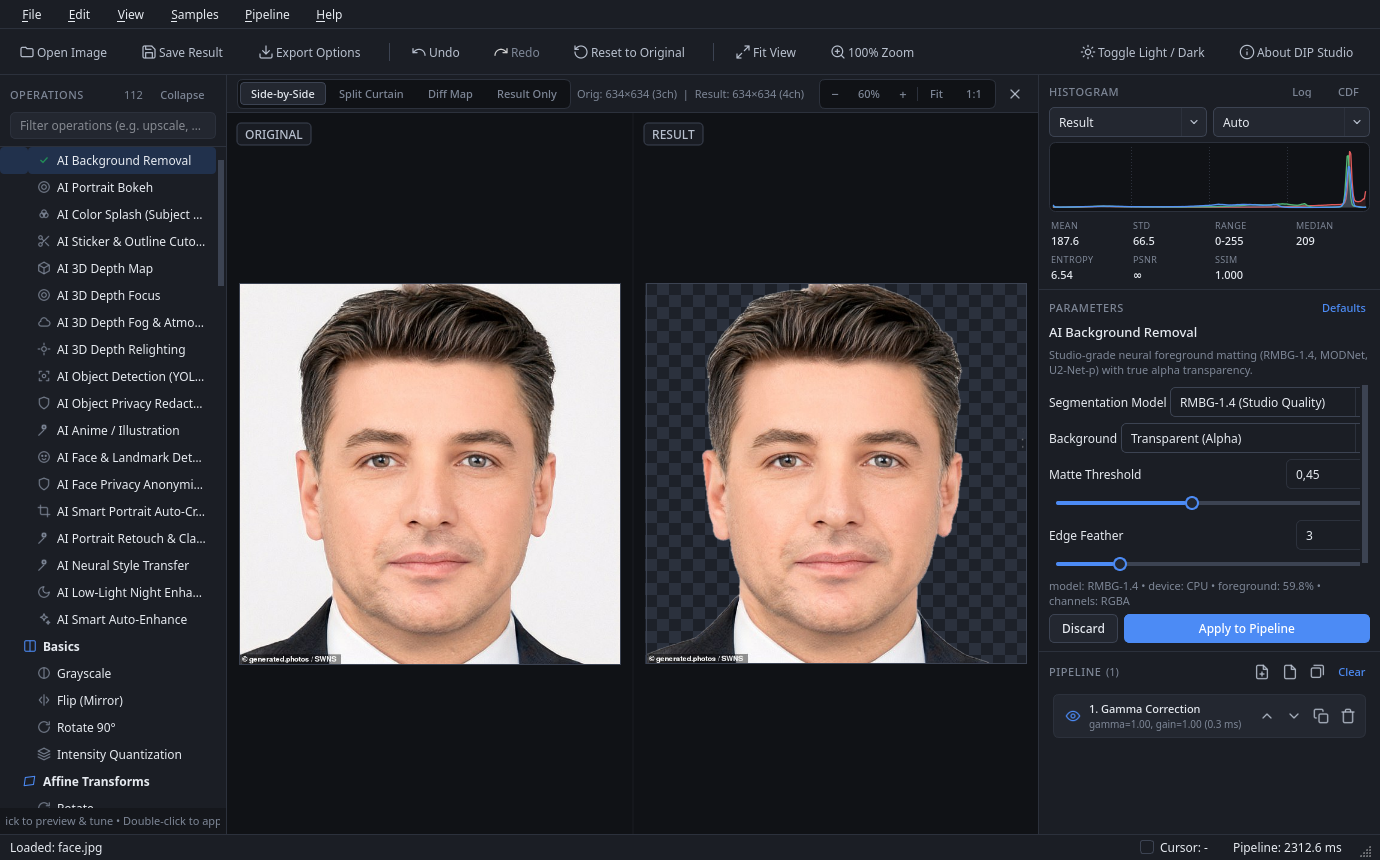 File Edit View Samples Pipeline Help
Open Image Save Result Export Options Undo Redo Reset to Original Fit View 100% Zoom Toggle Light / Dark About DIP Studio
OPERATIONS 112 Collapse
Filter operations (e.g. upscale, ...
AI Background Removal
AI Portrait Bokeh
AI Color Splash (Subject ...
AI Sticker & Outline Cuto...
AI 3D Depth Map
AI 3D Depth Focus
AI 3D Depth Fog & Atmo...
AI 3D Depth Relighting
AI Object Detection (YOL...
AI Object Privacy Redact...
AI Anime / Illustration
AI Face & Landmark Det...
AI Face Privacy Anonymi...
AI Smart Portrait Auto-Cr...
AI Portrait Retouch & Cla...
AI Neural Style Transfer
AI Low-Light Night Enha...
AI Smart Auto-Enhance
Basics
Grayscale
Flip (Mirror)
Rotate 90°
Intensity Quantization
Affine Transforms
Rotate
ick to preview & tune • Double-click to app
Side-by-Side Split Curtain Diff Map Result Only Orig: 634×634 (3ch) | Result: 634×634 (4ch) − 60% + Fit 1:1
ORIGINAL
© generated.photos / SWNS
RESULT
© generated.photos / SWNS
HISTOGRAM Log CDF
Result Auto
MEAN STD RANGE MEDIAN
187.6 66.5 0-255 209
ENTROPY PSNR SSIM
6.54 ∞ 1.000
PARAMETERS Defaults
AI Background Removal
Studio-grade neural foreground matting (RMBG-1.4, MODNet,
U2-Net-p) with true alpha transparency.
Segmentation Model RMBG-1.4 (Studio Quality)
Background Transparent (Alpha)
Matte Threshold 0,45
Edge Feather 3
model: RMBG-1.4 • device: CPU • foreground: 59.8% •
channels: RGBA
Discard Apply to Pipeline
PIPELINE (1) Clear
1. Gamma Correction
gamma=1.00, gain=1.00 (0.3 ms)
Loaded: face.jpg Cursor: - Pipeline: 2312.6 ms